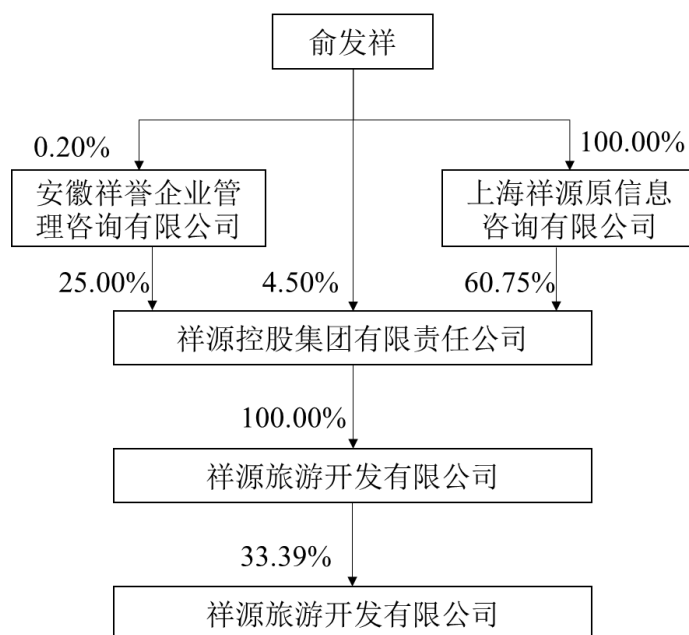 俞发祥
0.20%
100.00%
安徽祥誉企业管
理咨询有限公司
上海祥源原信息
咨询有限公司
25.00%
4.50%
60.75%
祥源控股集团有限责任公司
100.00%
祥源旅游开发有限公司
33.39%
祥源旅游开发有限公司